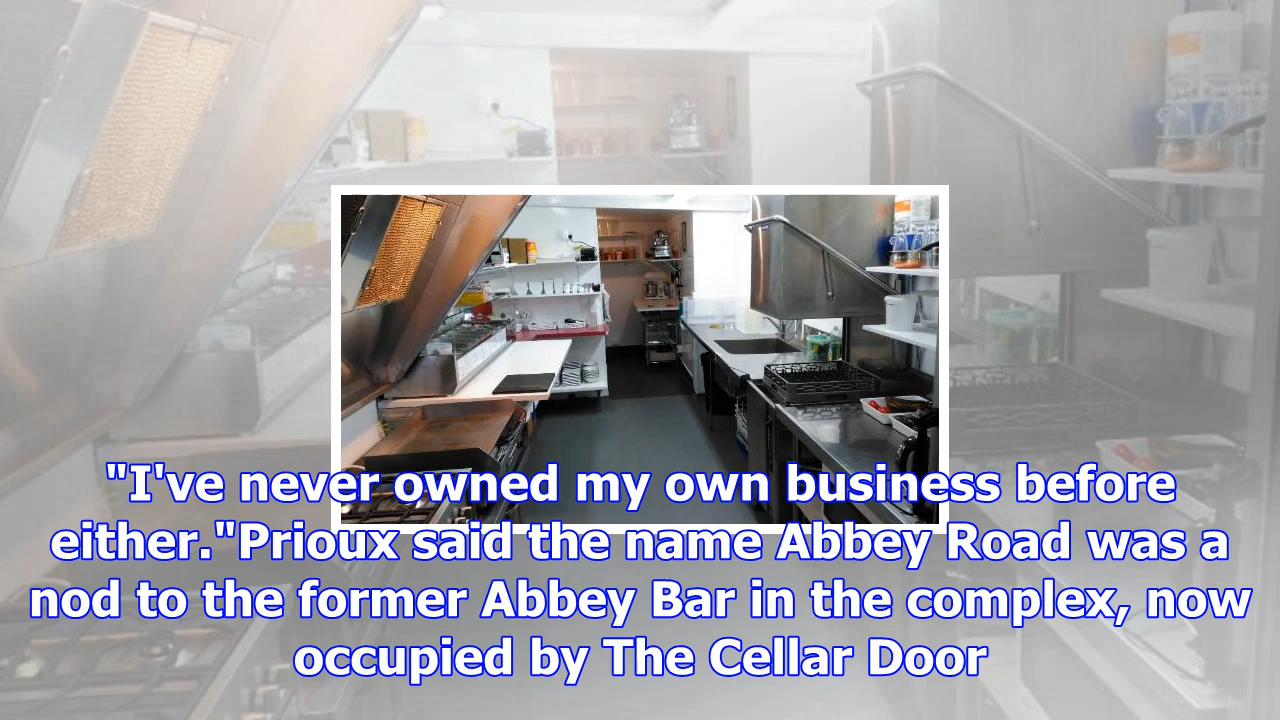 "I've never owned my own business before
either."Prioux said the name Abbey Road was a
nod to the former Abbey Bar in the complex, now
occupied by The Cellar Door